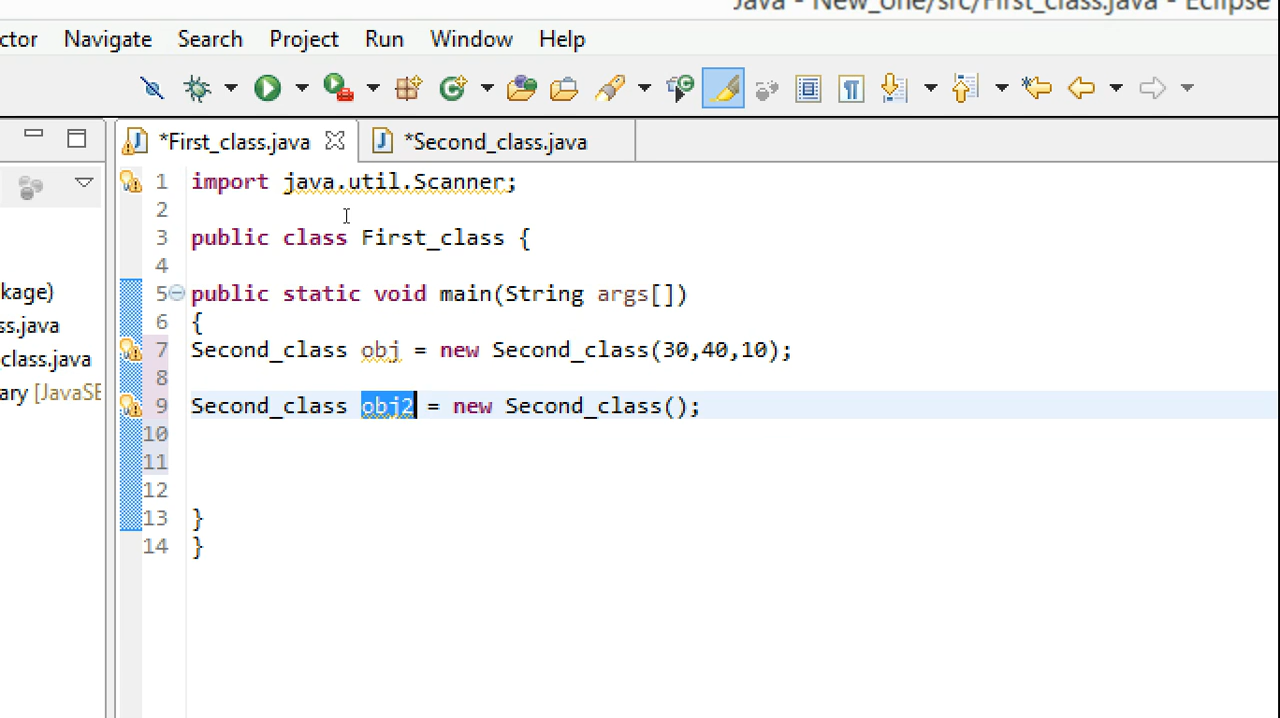 Java - New_one/src/First_class.java - Eclipse
ctor Navigate Search Project Run Window Help
*First_class.java *Second_class.java
kage)
ss.java
class.java
ary [JavaSE
1 import java.util.Scanner;
2
3 public class First_class {
4
5 public static void main(String args[])
6 {
7 Second_class obj = new Second_class(30,40,10);
8
9 Second_class obj2 = new Second_class();
10
11
12
13 }
14 }